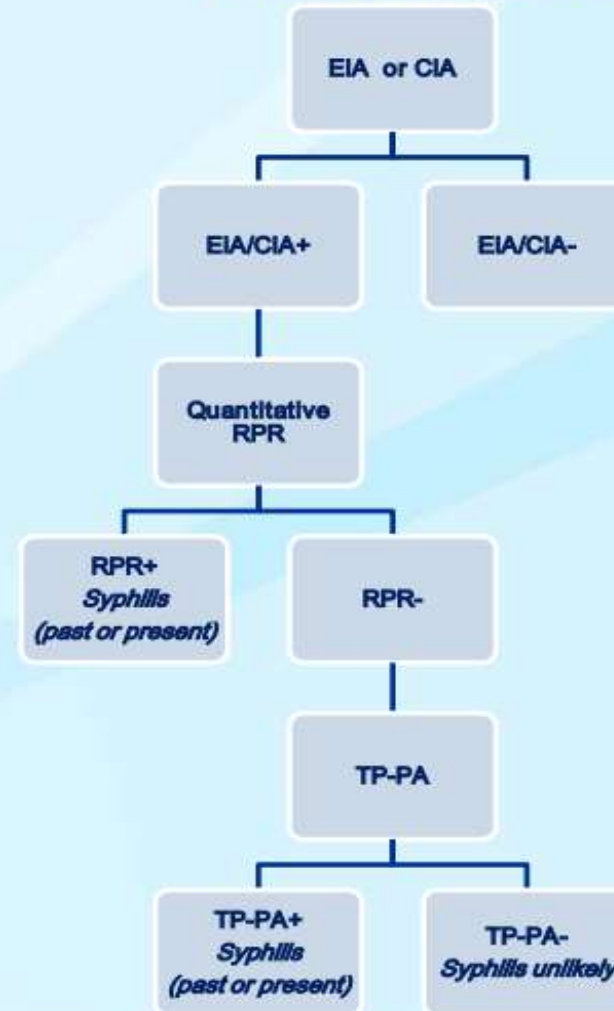 EIA or CIA
EIA/CIA+
EIA/CIA-
Quantitative
RPR
RPR+
Syphilis
(past or present)
RPR-
TP-PA
TP-PA+
Syphilis
(past or present)
TP-PA-
Syphilis unlikely